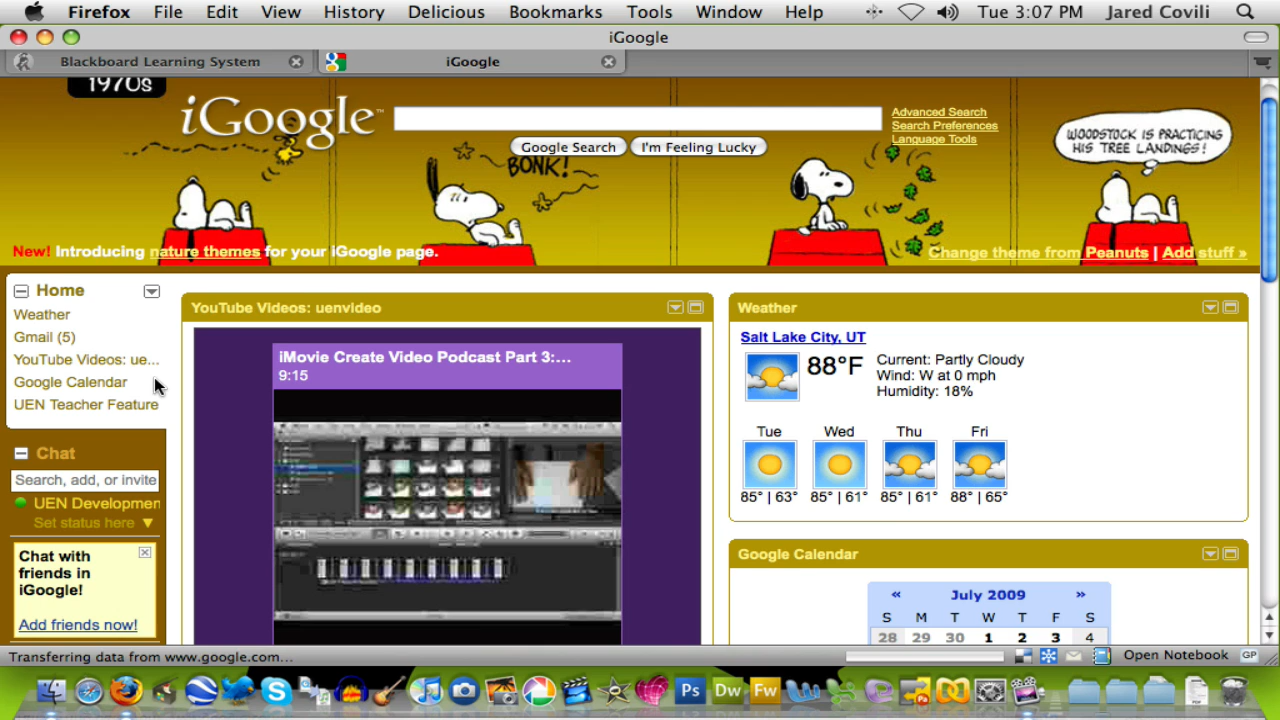 Firefox File Edit View History Delicious Bookmarks Tools Window Help Tue 3:07 PM Jared Covili
iGoogle
Blackboard Learning System iGoogle
1970s
iGoogle™
Advanced Search
Search Preferences
Language Tools
Google Search I'm Feeling Lucky
BONK!
WOODSTOCK IS PRACTICING
HIS TREE LANDINGS!
New! Introducing nature themes for your iGoogle page.
Change theme from Peanuts | Add stuff »
Home
Weather
Gmail (5)
YouTube Videos: ue...
Google Calendar
UEN Teacher Feature
Chat
Search, add, or invite
UEN Developmen
Set status here ▼
Chat with
friends in
iGoogle!
Add friends now!
YouTube Videos: uenvideo
iMovie Create Video Podcast Part 3:...
9:15
Weather
Salt Lake City, UT
88°F
Current: Partly Cloudy
Wind: W at 0 mph
Humidity: 18%
Tue Wed Thu Fri
85° | 63° 85° | 61° 85° | 61° 88° | 65°
Google Calendar
« July 2009 »
S M T W T F S
28 29 30 1 2 3 4
Transferring data from www.google.com...
Open Notebook GP
Ps Dw Fw
PDF